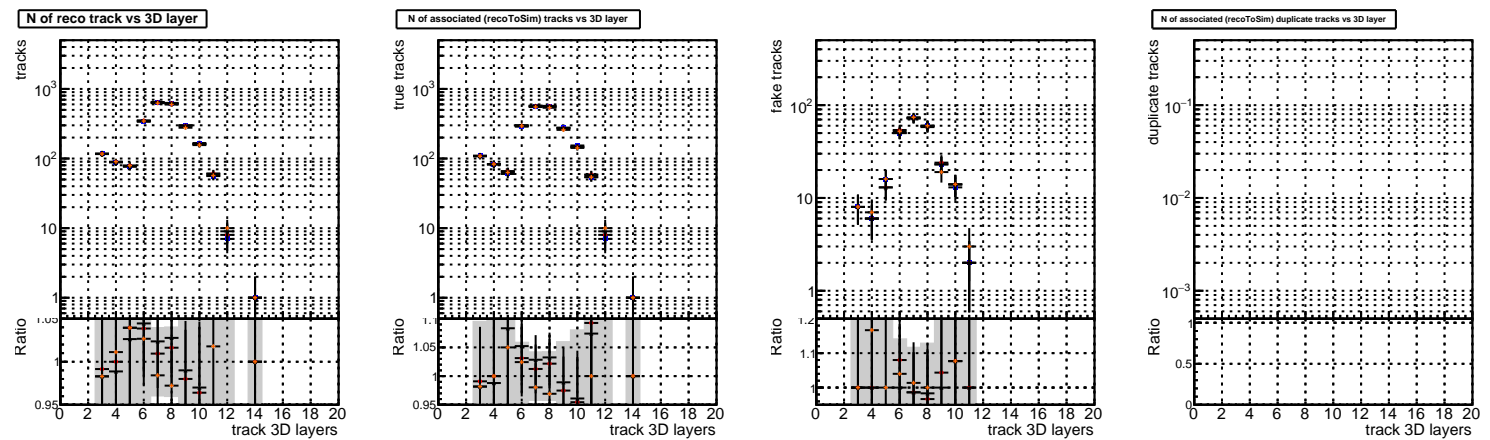 N of reco track vs 3D layer
tracks
10³
10²
10
1
Ratio
1.05
1
0.95
0 2 4 6 8 10 12 14 16 18 20
track 3D layers
N of associated (recoToSim) tracks vs 3D layer
true tracks
10³
10²
10
1
Ratio
1.1
1.05
1
0.95
0 2 4 6 8 10 12 14 16 18 20
track 3D layers
fake tracks
10²
10
1
Ratio
1.2
1.1
1
0 2 4 6 8 10 12 14 16 18 20
track 3D layers
N of associated (recoToSim) duplicate tracks vs 3D layer
duplicate tracks
10⁻¹
10⁻²
10⁻³
Ratio
1
0.5
0
0 2 4 6 8 10 12 14 16 18 20
track 3D layers